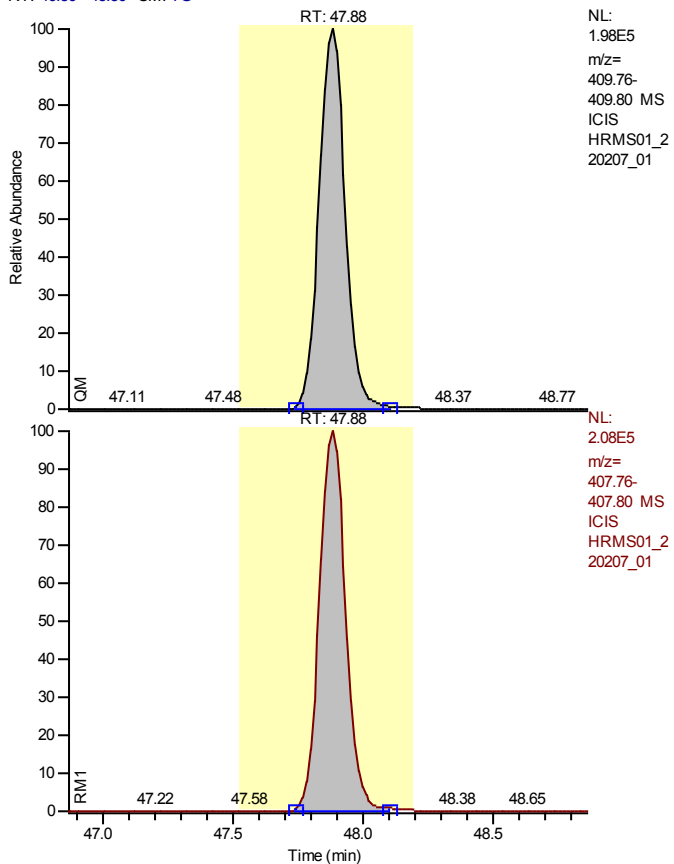 RT: 47.88
NL:
1.98E5
m/z=
409.76-
409.80 MS
ICIS
HRMS01_2
20207_01
100
90
80
70
60
50
40
30
20
10
0
Relative Abundance
QM
47.11 47.48 48.37 48.77
RT: 47.88
NL:
2.08E5
m/z=
407.76-
407.80 MS
ICIS
HRMS01_2
20207_01
100
90
80
70
60
50
40
30
20
10
0
RM1
47.22 47.58 48.38 48.65
47.0 47.5 48.0 48.5
Time (min)